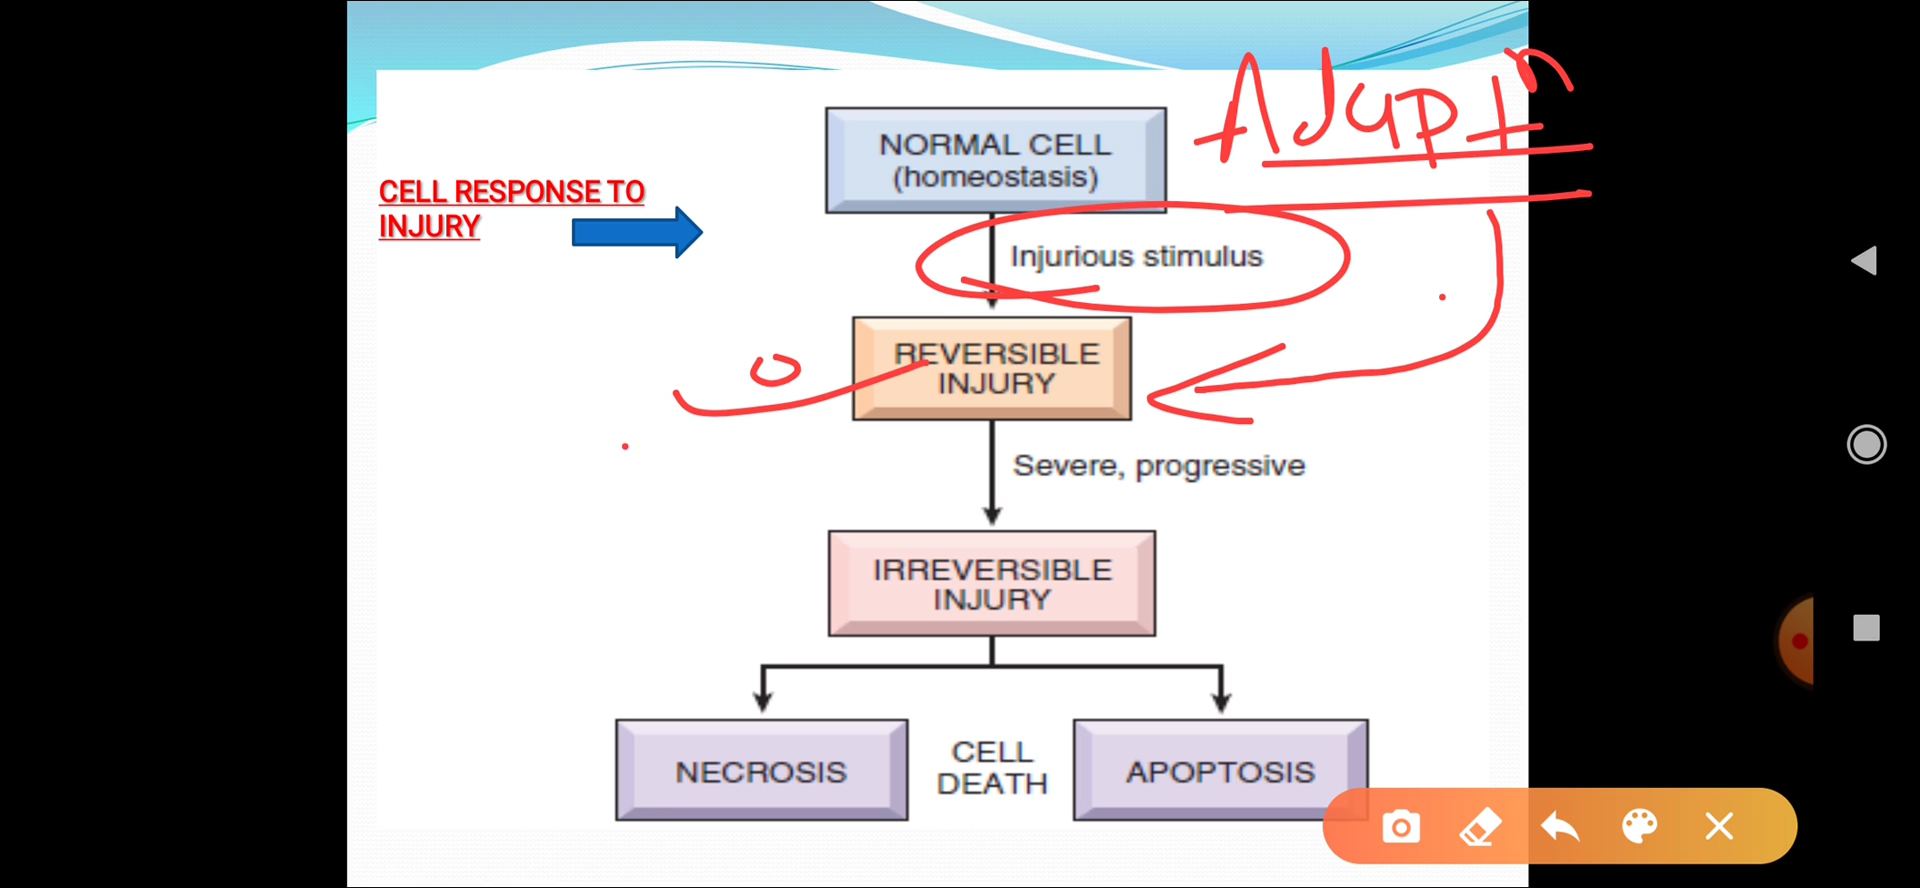 Adaptn
NORMAL CELL
(homeostasis)
CELL RESPONSE TO
INJURY
Injurious stimulus
REVERSIBLE
INJURY
Severe, progressive
IRREVERSIBLE
INJURY
NECROSIS
CELL
DEATH
APOPTOSIS